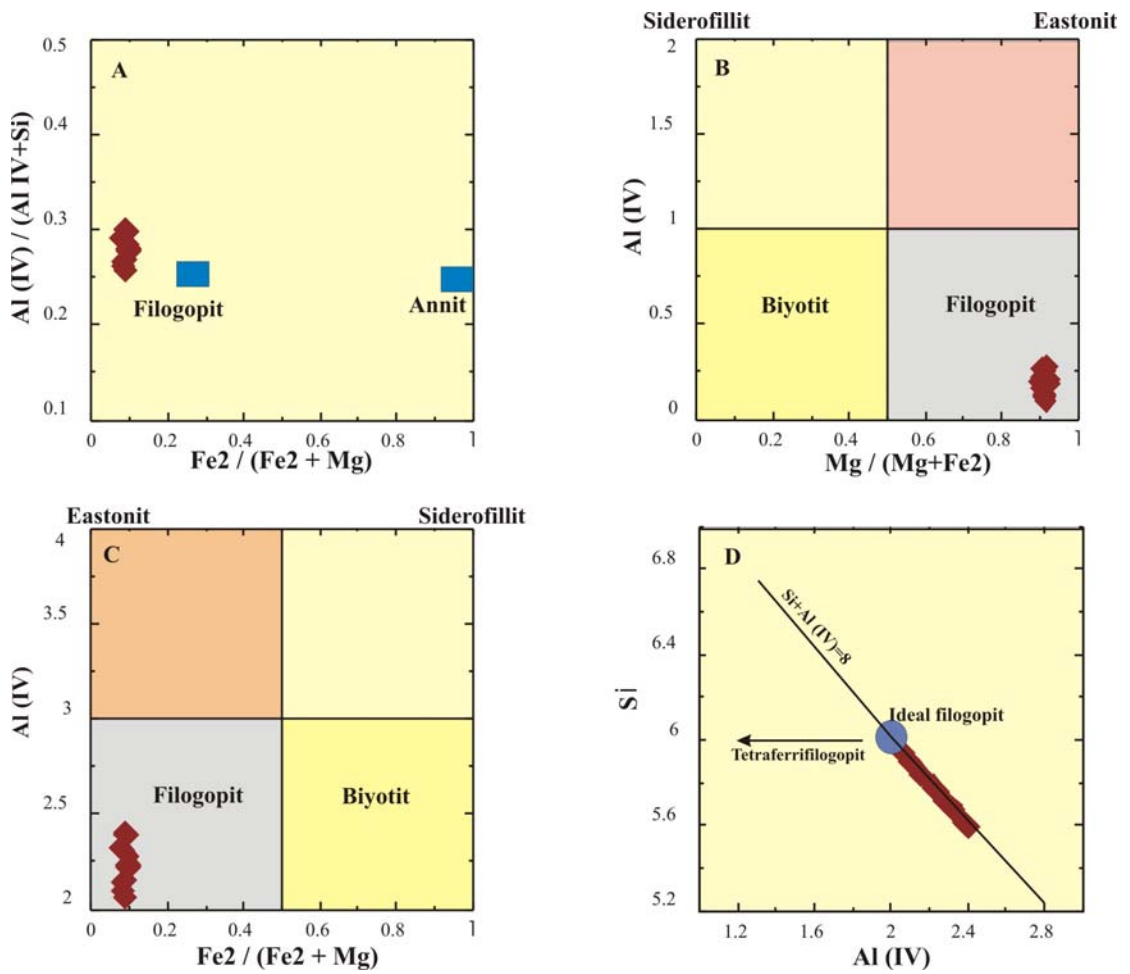 A
0.5
0.4
0.3
0.2
0.1
Al (IV) / (Al IV+Si)
Filogopit
Annit
0
0.2
0.4
0.6
0.8
1
Fe2 / (Fe2 + Mg)
Siderofillit
Eastonit
B
2
1.5
1
0.5
0
Al (IV)
Biyotit
Filogopit
0
0.2
0.4
0.6
0.8
1
Mg / (Mg+Fe2)
Eastonit
Siderofillit
C
4
3.5
3
2.5
2
Al (IV)
Filogopit
Biyotit
0
0.2
0.4
0.6
0.8
1
Fe2 / (Fe2 + Mg)
D
6.8
6.4
6
5.6
5.2
Si
Si+Al (IV)=8
Ideal filogopit
Tetraferrifilogopit
1.2
1.6
2
2.4
2.8
Al (IV)